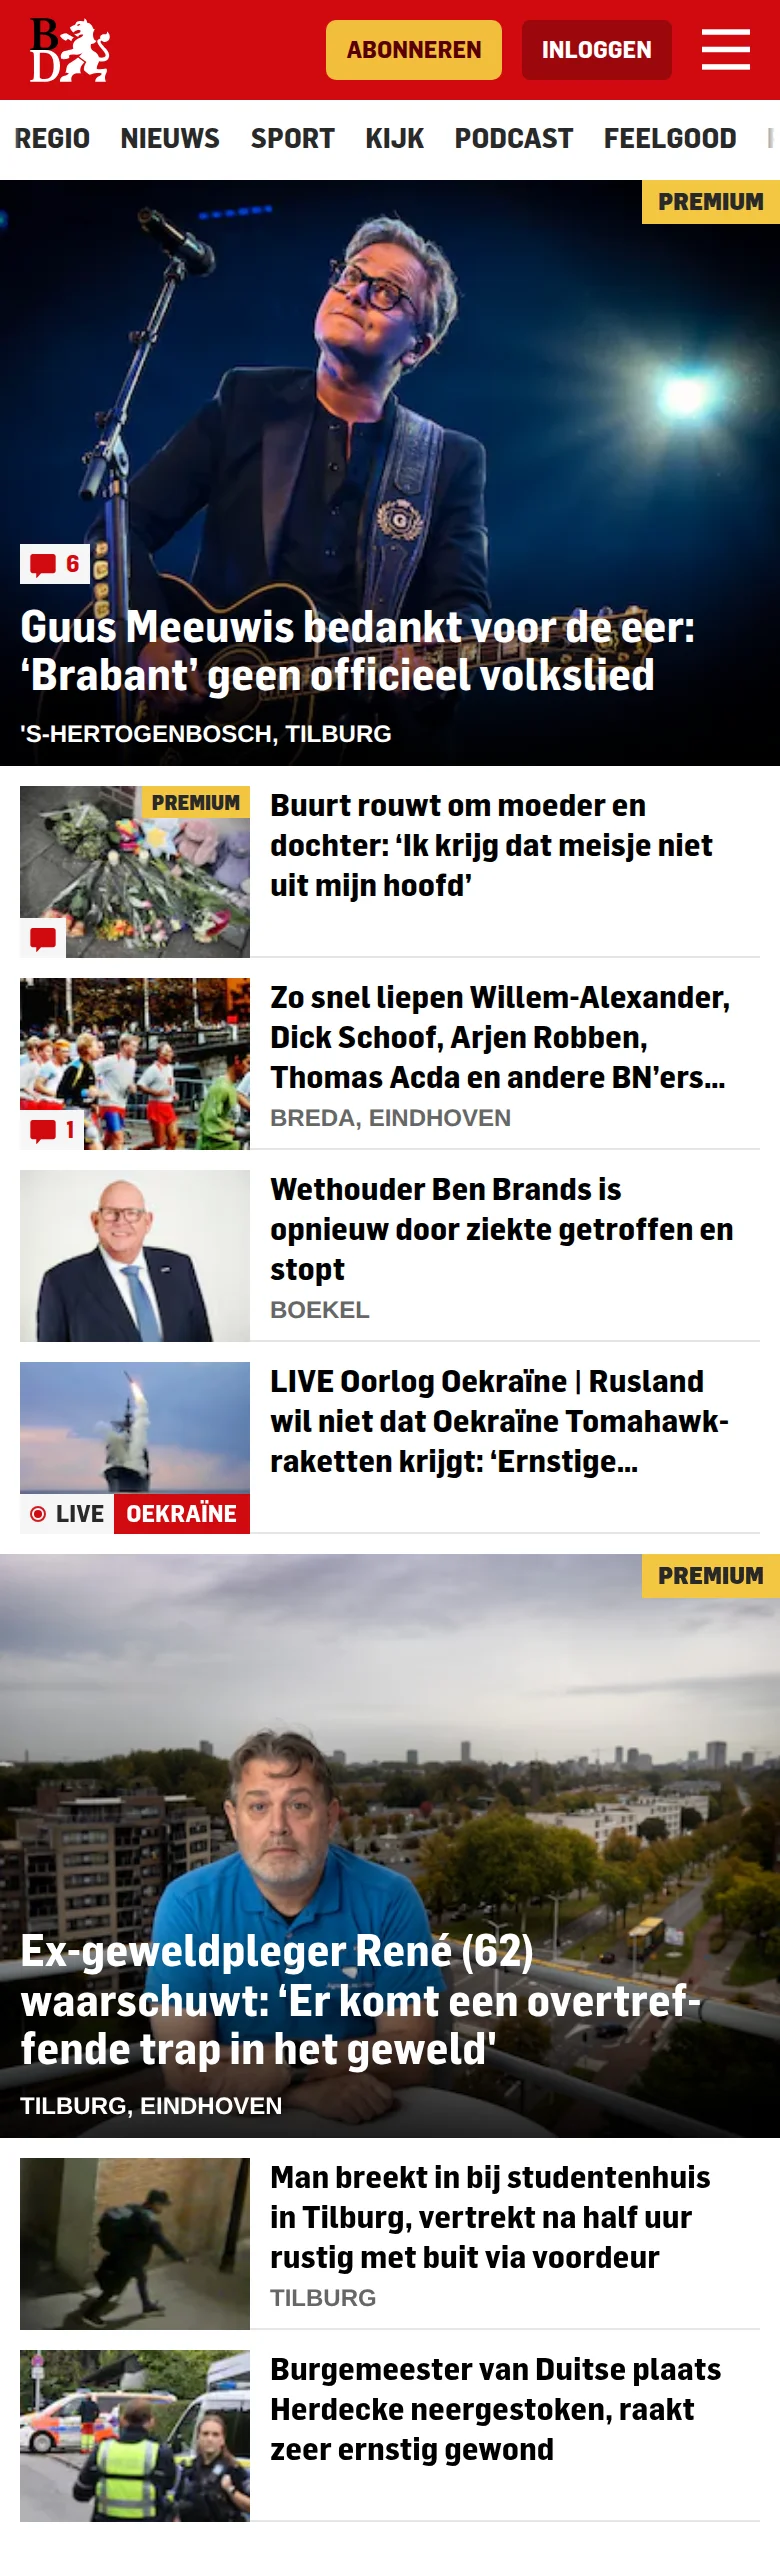 BD
ABONNEREN
INLOGGEN
REGIO NIEUWS SPORT KIJK PODCAST FEELGOOD
PREMIUM
6
Guus Meeuwis bedankt voor de eer:
‘Brabant’ geen officieel volkslied
'S-HERTOGENBOSCH, TILBURG
PREMIUM
Buurt rouwt om moeder en
dochter: ‘Ik krijg dat meisje niet
uit mijn hoofd’
Zo snel liepen Willem-Alexander,
Dick Schoof, Arjen Robben,
Thomas Acda en andere BN’ers...
1
BREDA, EINDHOVEN
Wethouder Ben Brands is
opnieuw door ziekte getroffen en
stopt
BOEKEL
LIVE Oorlog Oekraïne | Rusland
wil niet dat Oekraïne Tomahawk-
raketten krijgt: ‘Ernstige...
LIVE OEKRAÏNE
PREMIUM
Ex-geweldpleger René (62)
waarschuwt: ‘Er komt een overtref-
fende trap in het geweld'
TILBURG, EINDHOVEN
Man breekt in bij studentenhuis
in Tilburg, vertrekt na half uur
rustig met buit via voordeur
TILBURG
Burgemeester van Duitse plaats
Herdecke neergestoken, raakt
zeer ernstig gewond